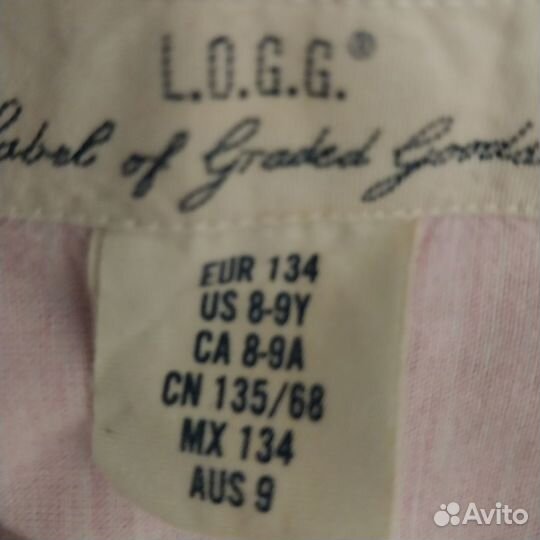 L.O.G.G.®
Label of Graded Goods
EUR 134
US 8-9Y
CA 8-9A
CN 135/68
MX 134
AUS 9
Avito